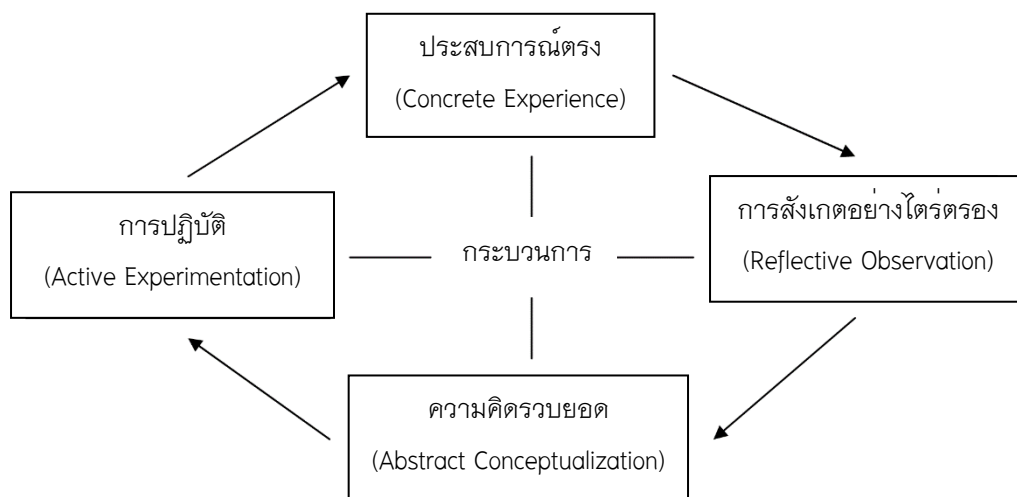 ประสบการณ์ตรง
(Concrete Experience)
การปฏิบัติ
(Active Experimentation)
กระบวนการ
การสังเกตอย่างไตร่ตรอง
(Reflective Observation)
ความคิดรวบยอด
(Abstract Conceptualization)